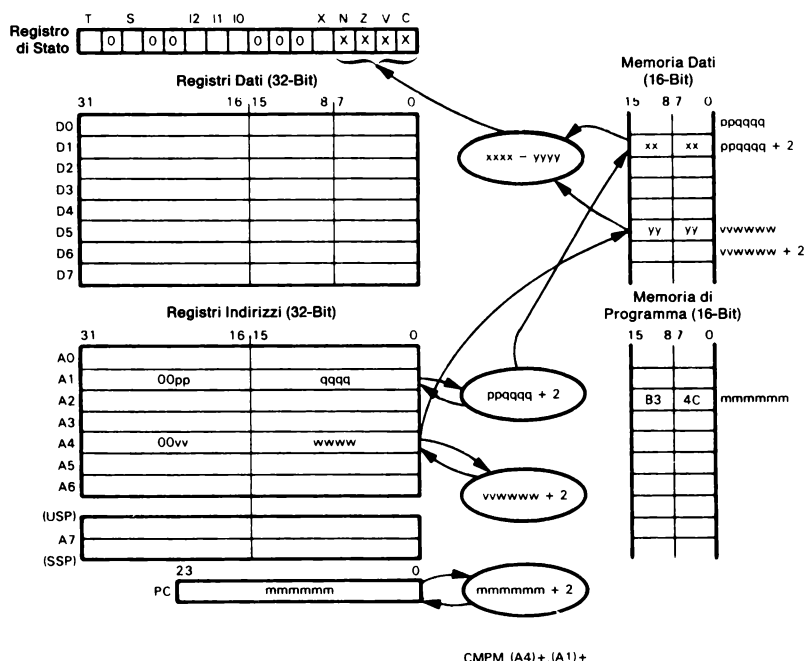 T S I2 I1 I0 X N Z V C
Registro
di Stato
0 0 0 0 0 0 X X X X
Registri Dati (32-Bit)
31 16 15 8 7 0
D0
D1
D2
D3
D4
D5
D6
D7
xxxx - yyyy
Memoria Dati
(16-Bit)
15 8 7 0
ppqqqq
xx xx ppqqqq + 2
yy yy vvwwww
vvwwww + 2
Registri Indirizzi (32-Bit)
31 16 15 0
A0
A1 00pp qqqq
A2
A3
A4 00vv wwww
A5
A6
(USP)
A7
(SSP)
23 0
PC mmmmmm
ppqqqq + 2
vvwwww + 2
mmmmmm + 2
Memoria di
Programma (16-Bit)
15 8 7 0
B3 4C mmmmmm
CMPM (A4)+,(A1)+